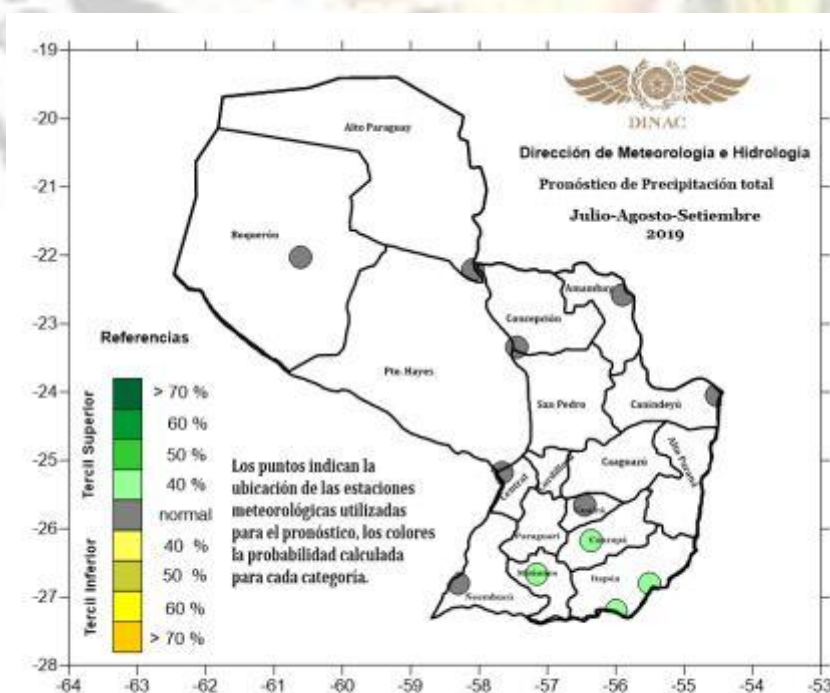 DINAC
Dirección de Meteorología e Hidrología
Pronóstico de Precipitación total
Julio-Agosto-Setiembre
2019
-19
-20
-21
-22
-23
-24
-25
-26
-27
-28
-64
-63
-62
-61
-60
-59
-58
-57
-56
-55
-54
-53
Alto Paraguay
Boquerón
Pte. Hayes
Concepción
Amambay
San Pedro
Canindeyú
Caaguazú
Alto Paraná
Central
Cordillera
Paraguarí
Caazapá
Misiones
Itapúa
Ñeembucú
Referencias
Tercil Superior
> 70 %
60 %
50 %
40 %
normal
Tercil Inferior
40 %
50 %
60 %
> 70 %
Los puntos indican la
ubicación de las estaciones
meteorológicas utilizadas
para el pronóstico, los colores
la probabilidad calculada
para cada categoría.